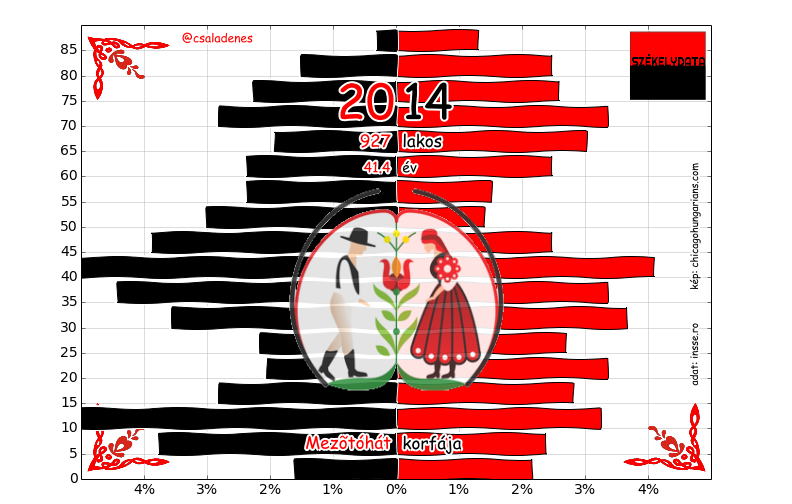 @csaladenes
SZÉKELYDATA
2014
927 lakos
41.4 év
kép: chicagohungarians.com
adat: insse.ro
Mezőtóhát korfája
85
80
75
70
65
60
55
50
45
40
35
30
25
20
15
10
5
0
4% 3% 2% 1% 0% 1% 2% 3% 4%